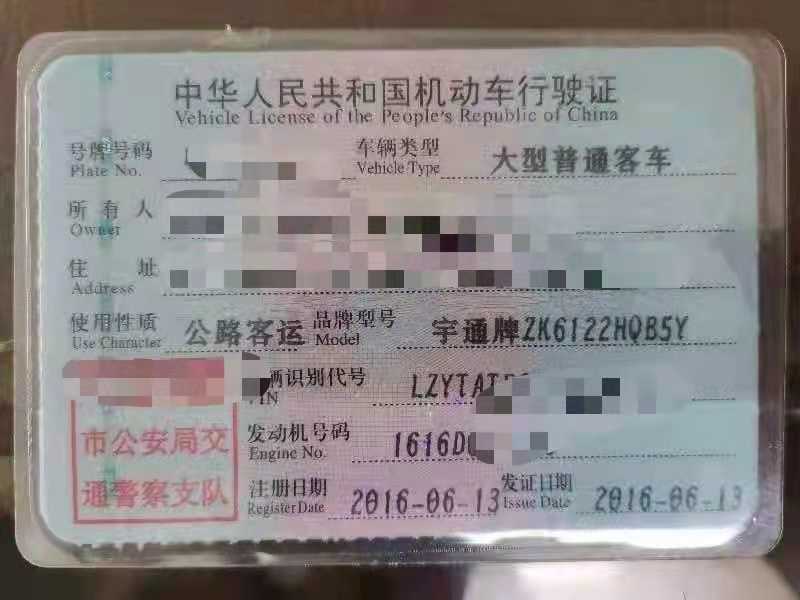 中华人民共和国机动车行驶证
Vehicle License of the People's Republic of China
号牌号码 车辆类型 大型普通客车
Plate No. Vehicle Type
所有人
Owner
住址
Address
使用性质 公路客运 品牌型号 宇通牌ZK6122HQB5Y
Use Character Model
辆识别代号 LZYTA
VIN
市公安局交 发动机号码 1616D
Engine No.
通警察支队 注册日期 2016-06-13 发证日期 2016-06-13
Register Date Issue Date